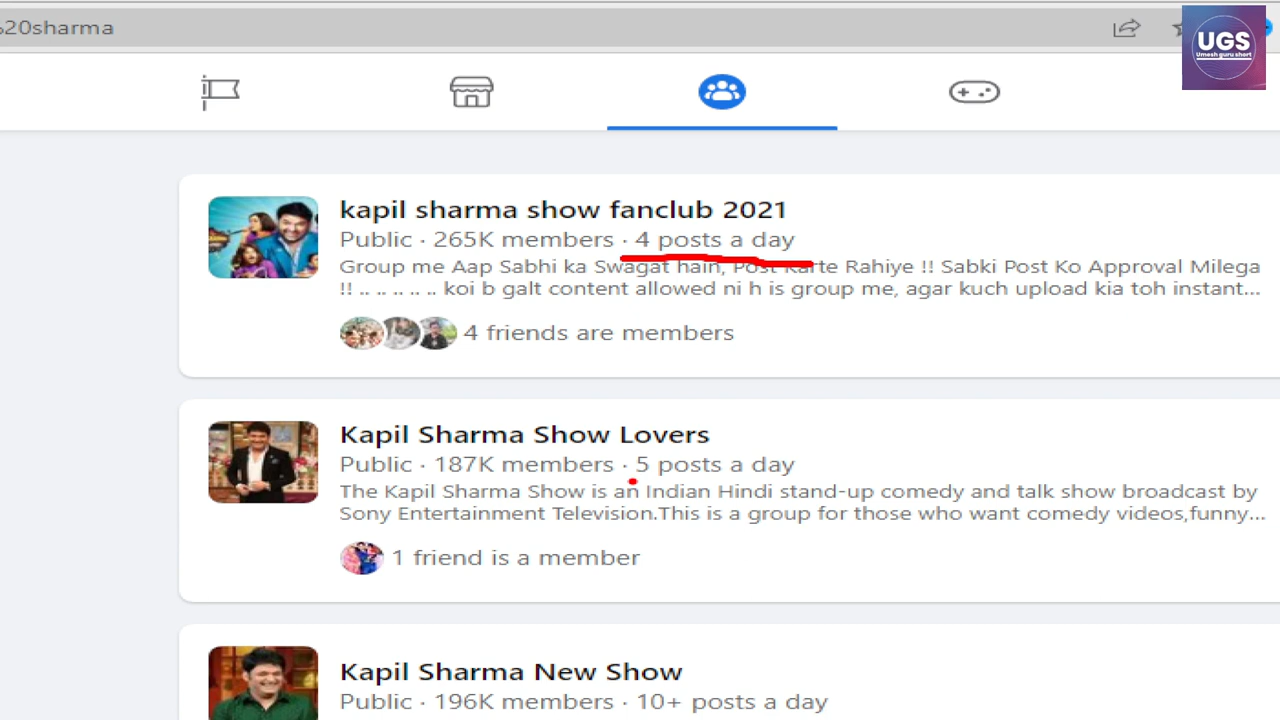 %20sharma
UGS
Umesh guru short
kapil sharma show fanclub 2021
Public · 265K members · 4 posts a day
Group me Aap Sabhi ka Swagat hain, Post Karte Rahiye !! Sabki Post Ko Approval Milega
!! .. .. .. .. .. koi b galt content allowed ni h is group me, agar kuch upload kia toh instant...
4 friends are members
Kapil Sharma Show Lovers
Public · 187K members · 5 posts a day
The Kapil Sharma Show is an Indian Hindi stand-up comedy and talk show broadcast by
Sony Entertainment Television.This is a group for those who want comedy videos,funny...
1 friend is a member
Kapil Sharma New Show
Public · 196K members · 10+ posts a day